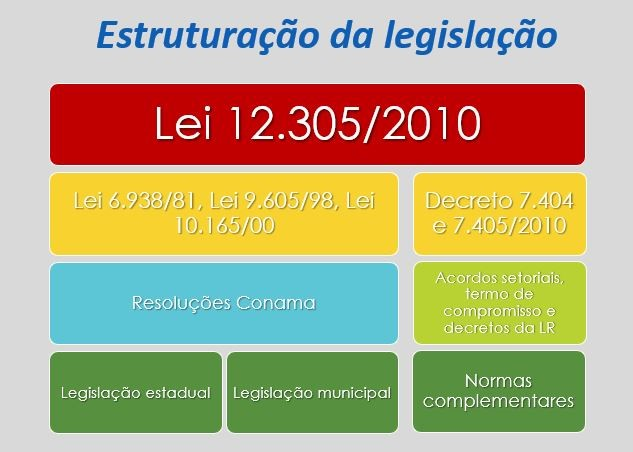 Estruturação da legislação
Lei 12.305/2010
Lei 6.938/81, Lei 9.605/98, Lei
10.165/00
Decreto 7.404
e 7.405/2010
Resoluções Conama
Acordos setoriais,
termo de
compromisso e
decretos da LR
Legislação estadual
Legislação municipal
Normas
complementares